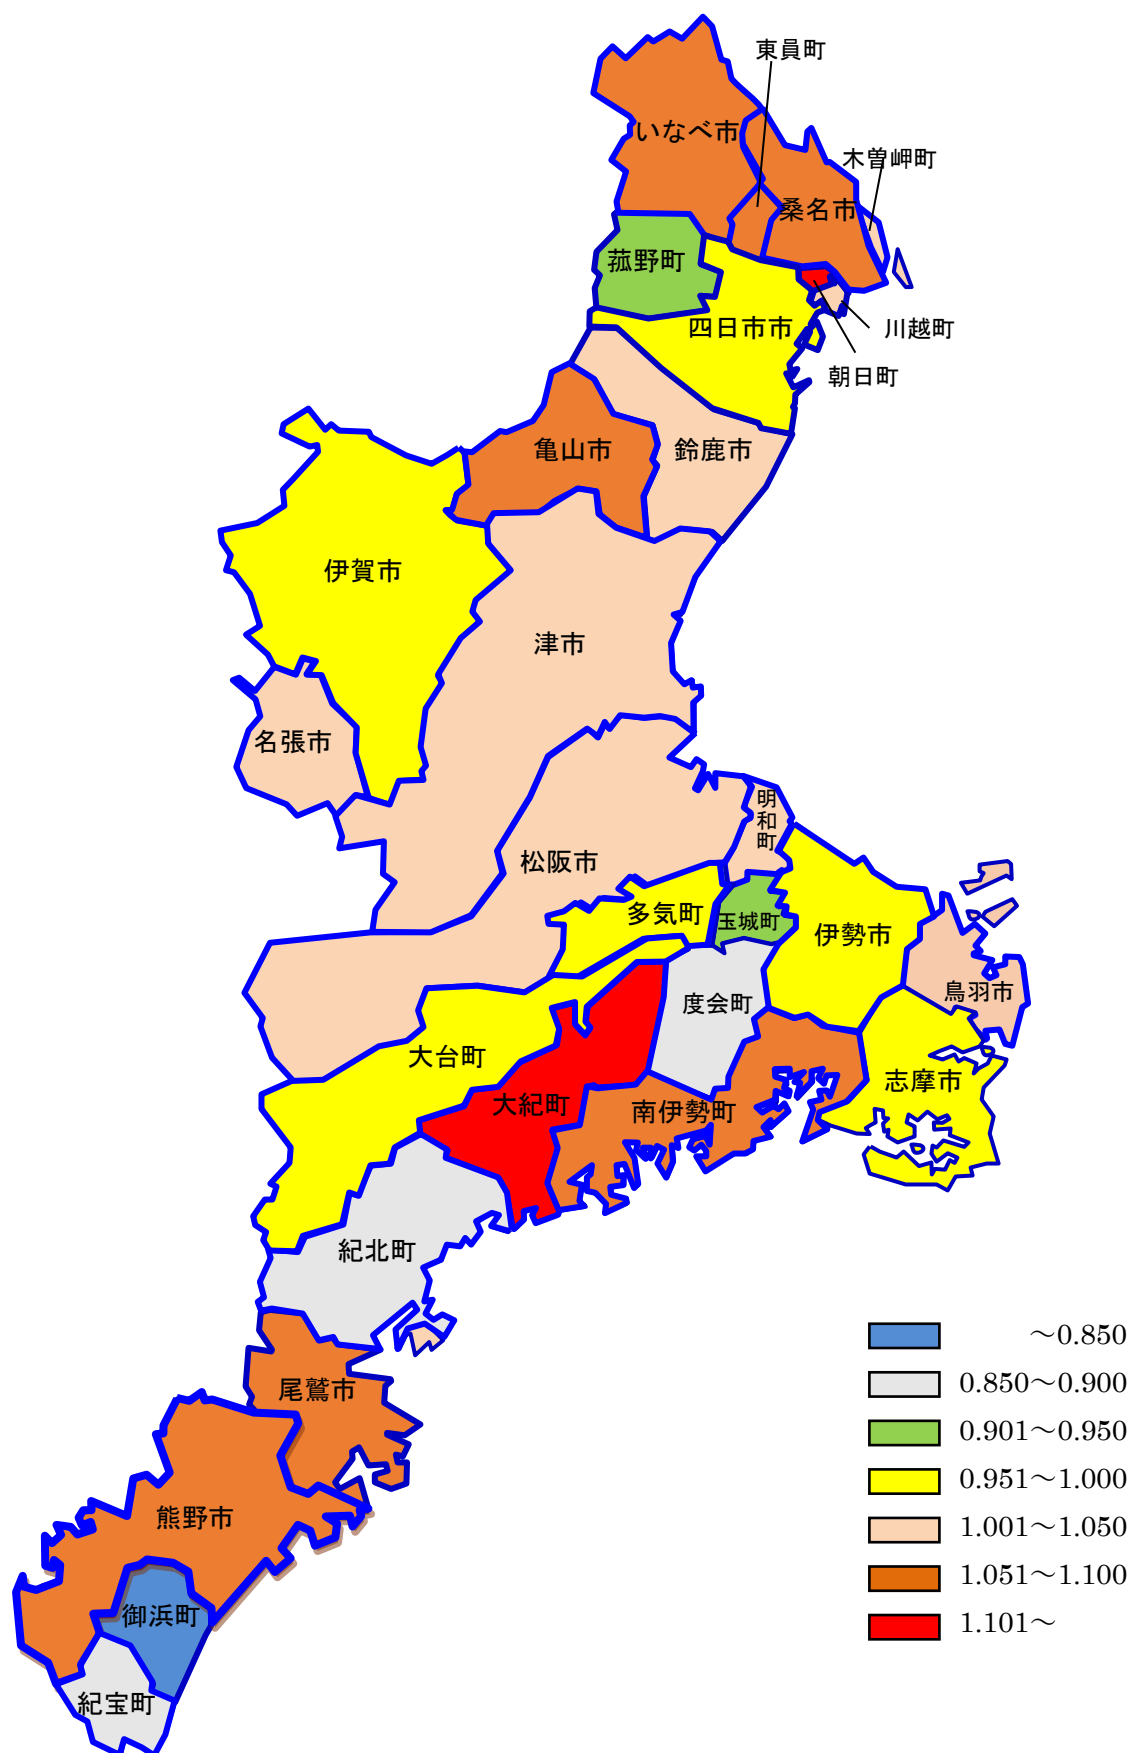 東員町
いなべ市
木曽岬町
桑名市
菰野町
四日市市
川越町
朝日町
亀山市
鈴鹿市
伊賀市
津市
名張市
明和町
松阪市
多気町
玉城町
伊勢市
度会町
鳥羽市
大台町
志摩市
大紀町
南伊勢町
紀北町
尾鷲市
熊野市
御浜町
紀宝町
～0.850
0.850～0.900
0.901～0.950
0.951～1.000
1.001～1.050
1.051～1.100
1.101～